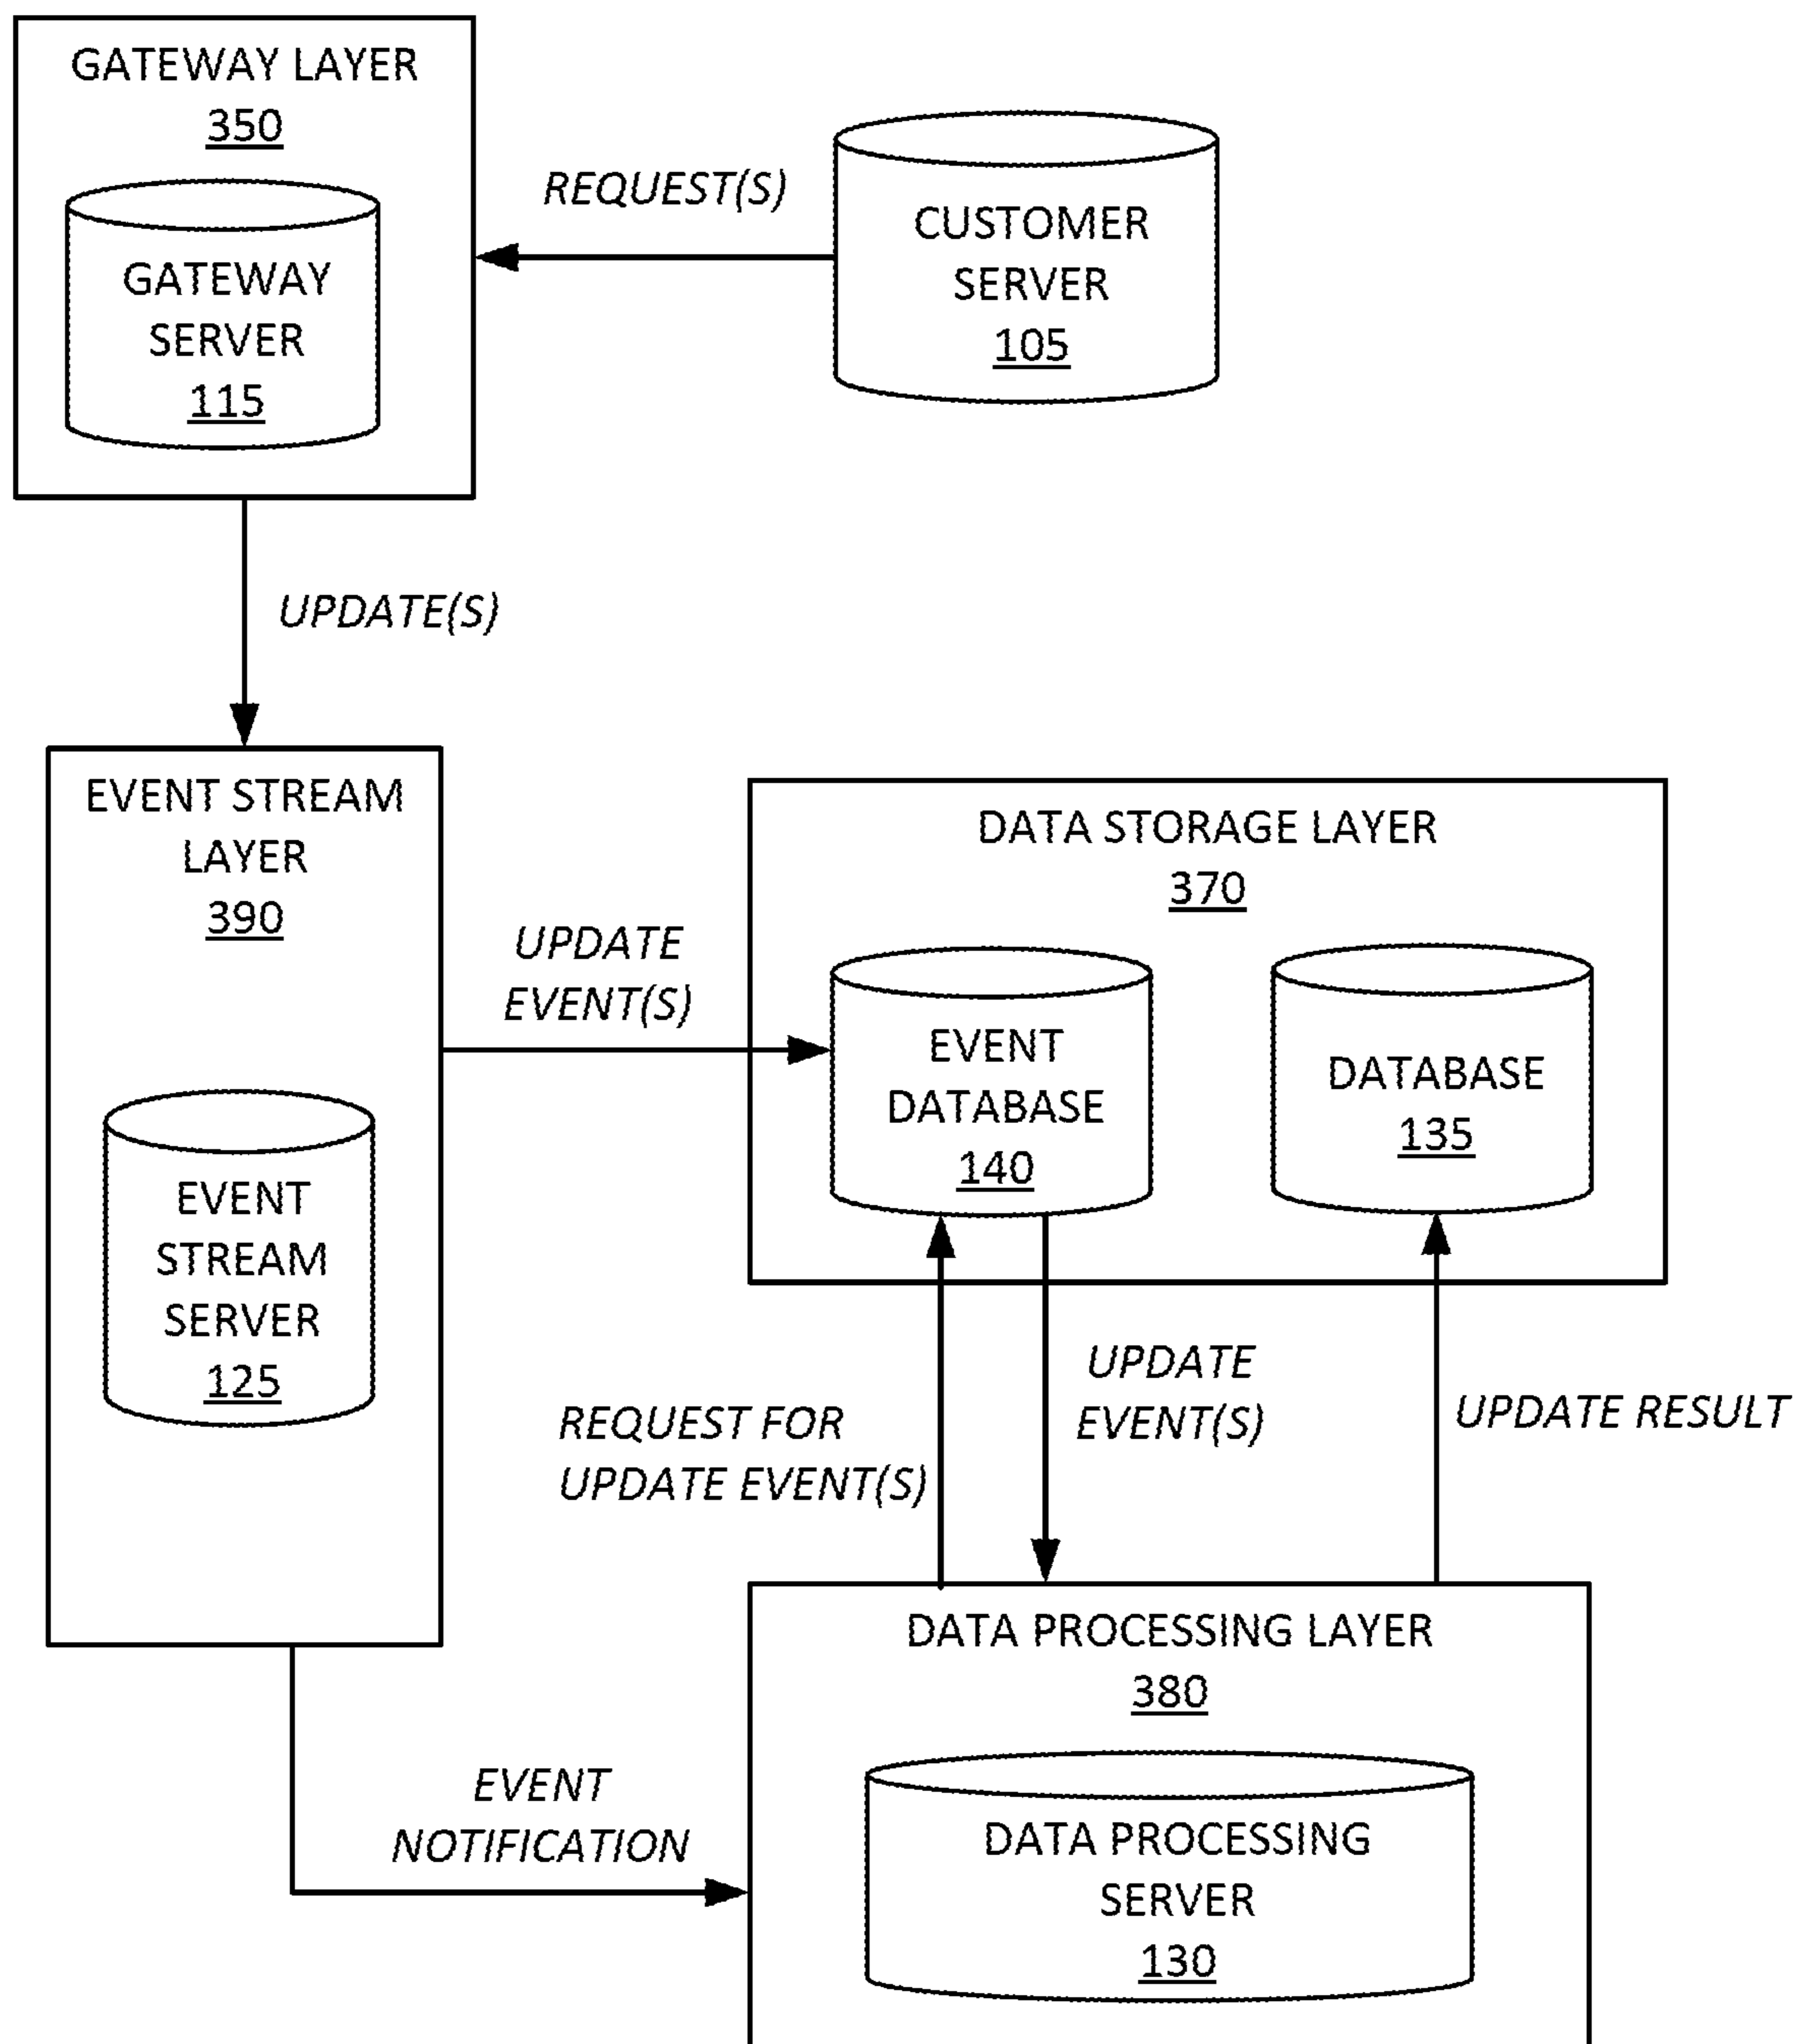 GATEWAY LAYER
350
GATEWAY
SERVER
115
REQUEST(S)
CUSTOMER
SERVER
105
UPDATE(S)
EVENT STREAM
LAYER
390
EVENT
STREAM
SERVER
125
UPDATE
EVENT(S)
DATA STORAGE LAYER
370
EVENT
DATABASE
140
DATABASE
135
REQUEST FOR
UPDATE EVENT(S)
UPDATE
EVENT(S)
UPDATE RESULT
EVENT
NOTIFICATION
DATA PROCESSING LAYER
380
DATA PROCESSING
SERVER
130